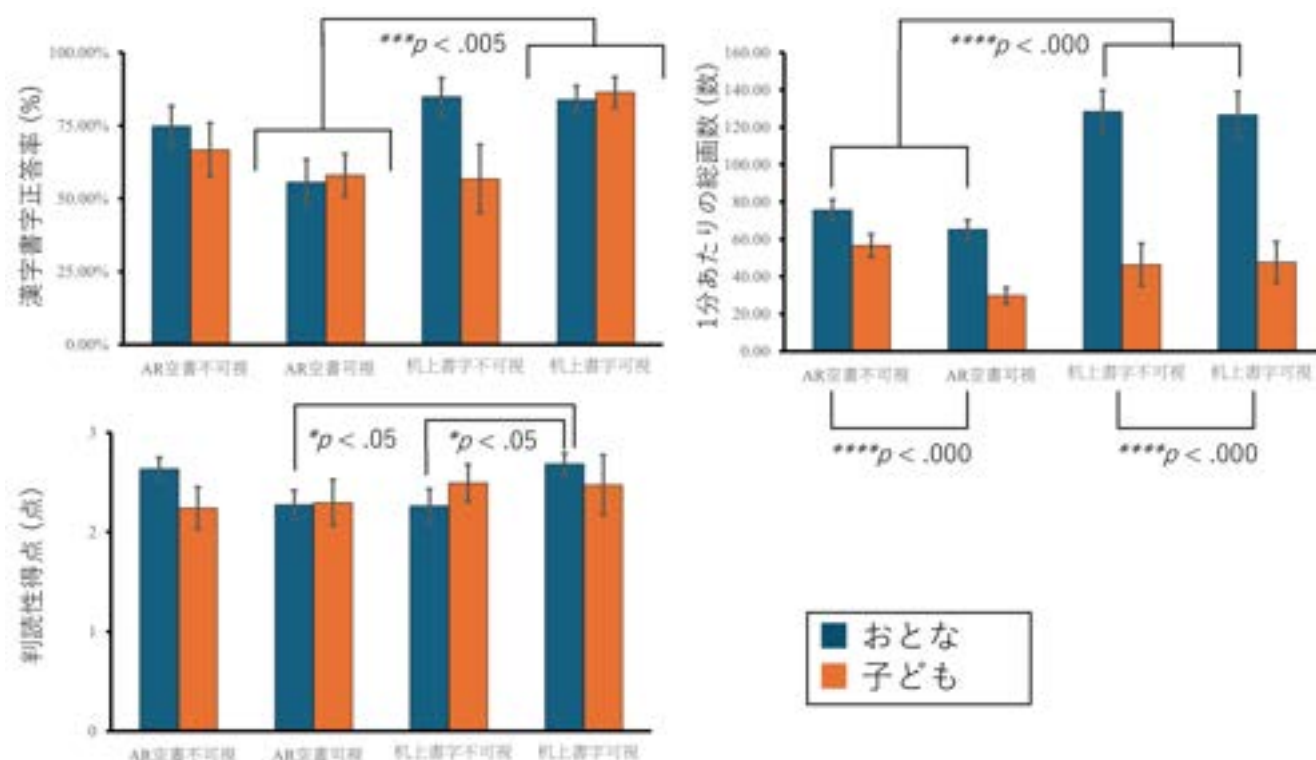 ***p < .005
漢字書字正答率 (%)
100.00%
75.00%
50.00%
25.00%
0.00%
AR空書不可視 AR空書可視 机上書字不可視 机上書字可視
****p < .000
1分あたりの総画数 (数)
160.00
140.00
120.00
100.00
80.00
60.00
40.00
20.00
0.00
AR空書不可視 AR空書可視 机上書字不可視 机上書字可視
****p < .000 ****p < .000
*p < .05 *p < .05
判読性得点 (点)
3
2
1
0
AR空書不可視 AR空書可視 机上書字不可視 机上書字可視
おとな
子ども